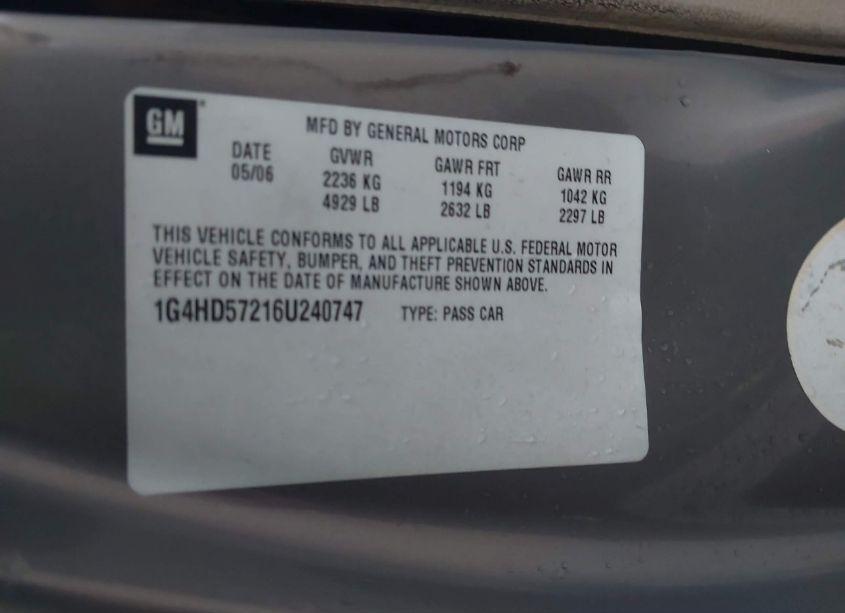 GM
MFD BY GENERAL MOTORS CORP
DATE GVWR GAWR FRT GAWR RR
05/06 2236 KG 1194 KG 1042 KG
4929 LB 2632 LB 2297 LB
THIS VEHICLE CONFORMS TO ALL APPLICABLE U.S. FEDERAL MOTOR
VEHICLE SAFETY, BUMPER, AND THEFT PREVENTION STANDARDS IN
EFFECT ON THE DATE OF MANUFACTURE SHOWN ABOVE.
1G4HD57216U240747 TYPE: PASS CAR